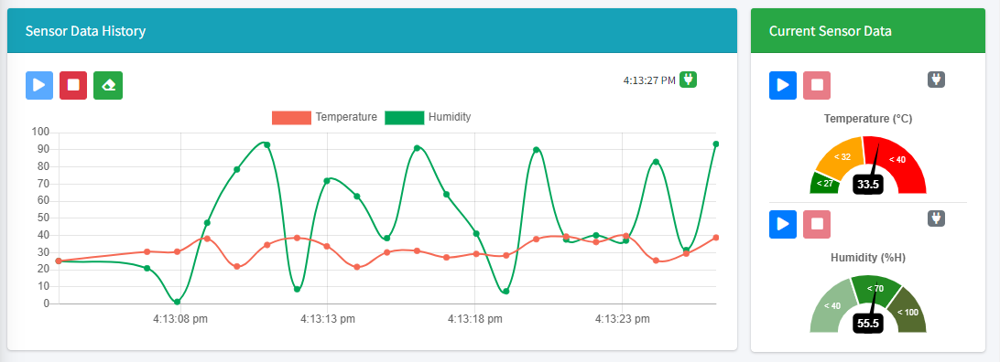 Sensor Data History
4:13:27 PM
Temperature Humidity
100
90
80
70
60
50
40
30
20
10
0
4:13:08 pm 4:13:13 pm 4:13:18 pm 4:13:23 pm
Current Sensor Data
Temperature (°C)
< 27 < 32 < 40
33.5
Humidity (%H)
< 40 < 70 < 100
55.5